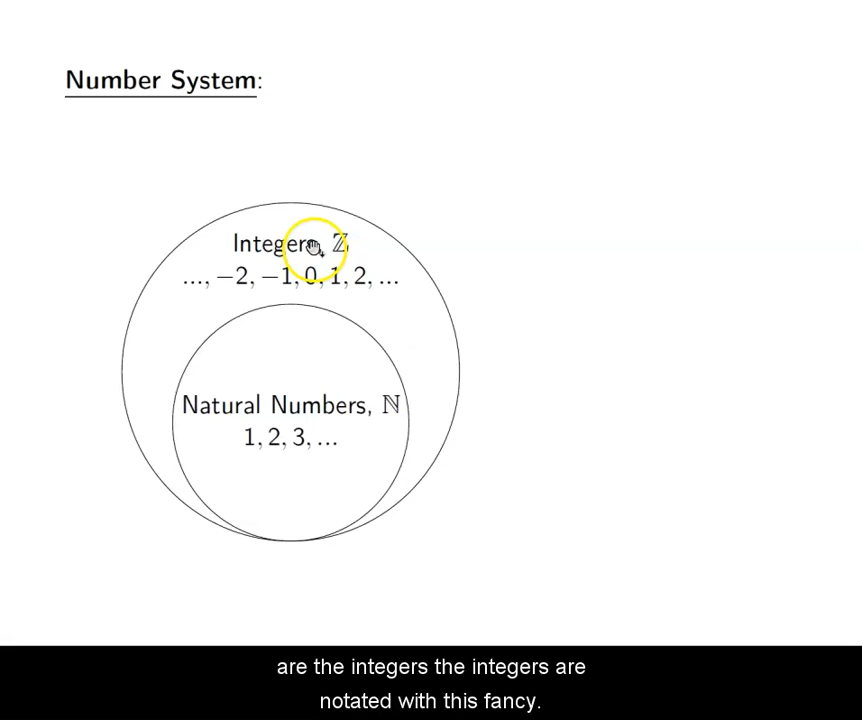 Number System:
Integers, ℤ
..., −2, −1, 0, 1, 2, ...
Natural Numbers, ℕ
1, 2, 3, ...
are the integers the integers are
notated with this fancy.